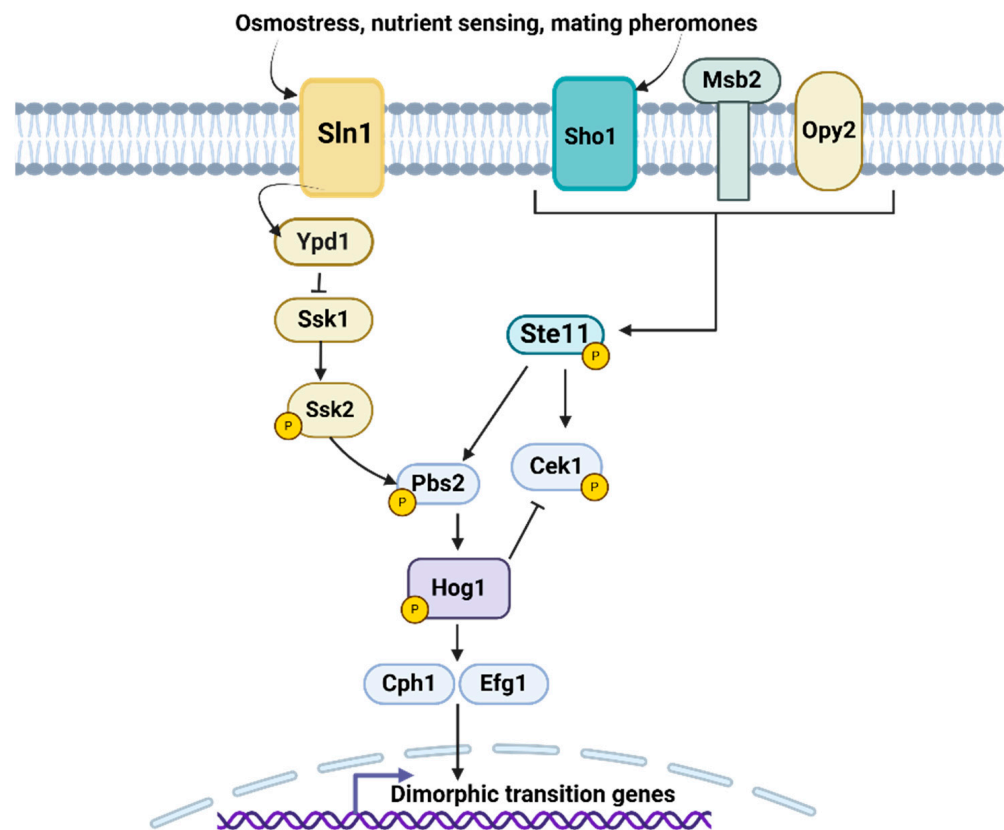 Osmostress, nutrient sensing, mating pheromones
Sln1
Sho1
Msb2
Opy2
Ypd1
Ssk1
Ste11
P
Ssk2
P
Pbs2
P
Cek1
P
Hog1
P
Cph1
Efg1
Dimorphic transition genes